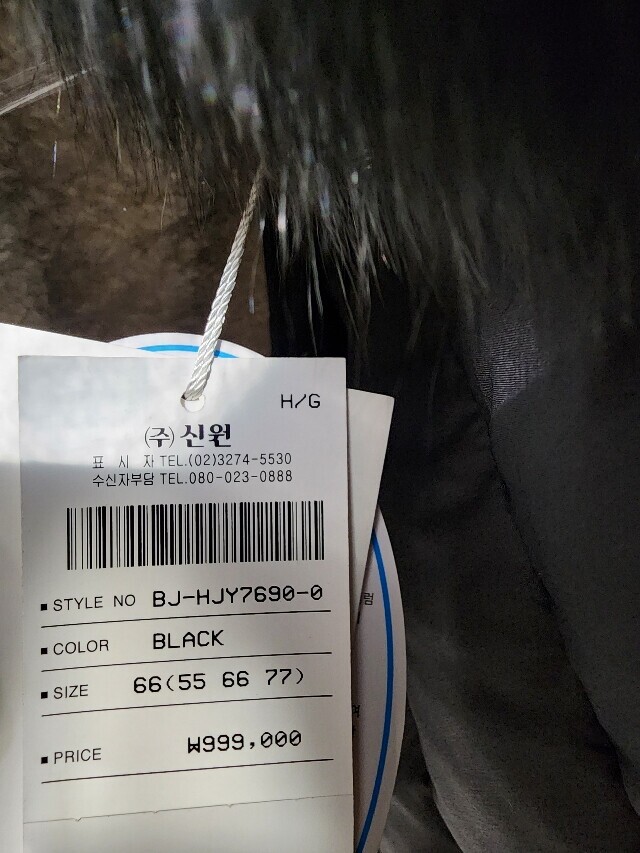 H/G
(주)신원
표 시 자 TEL.(02)3274-5530
수신자부담 TEL.080-023-0888
■ STYLE NO BJ-HJY7690-0
■ COLOR BLACK
■ SIZE 66(55 66 77)
■ PRICE ₩999,000
럼